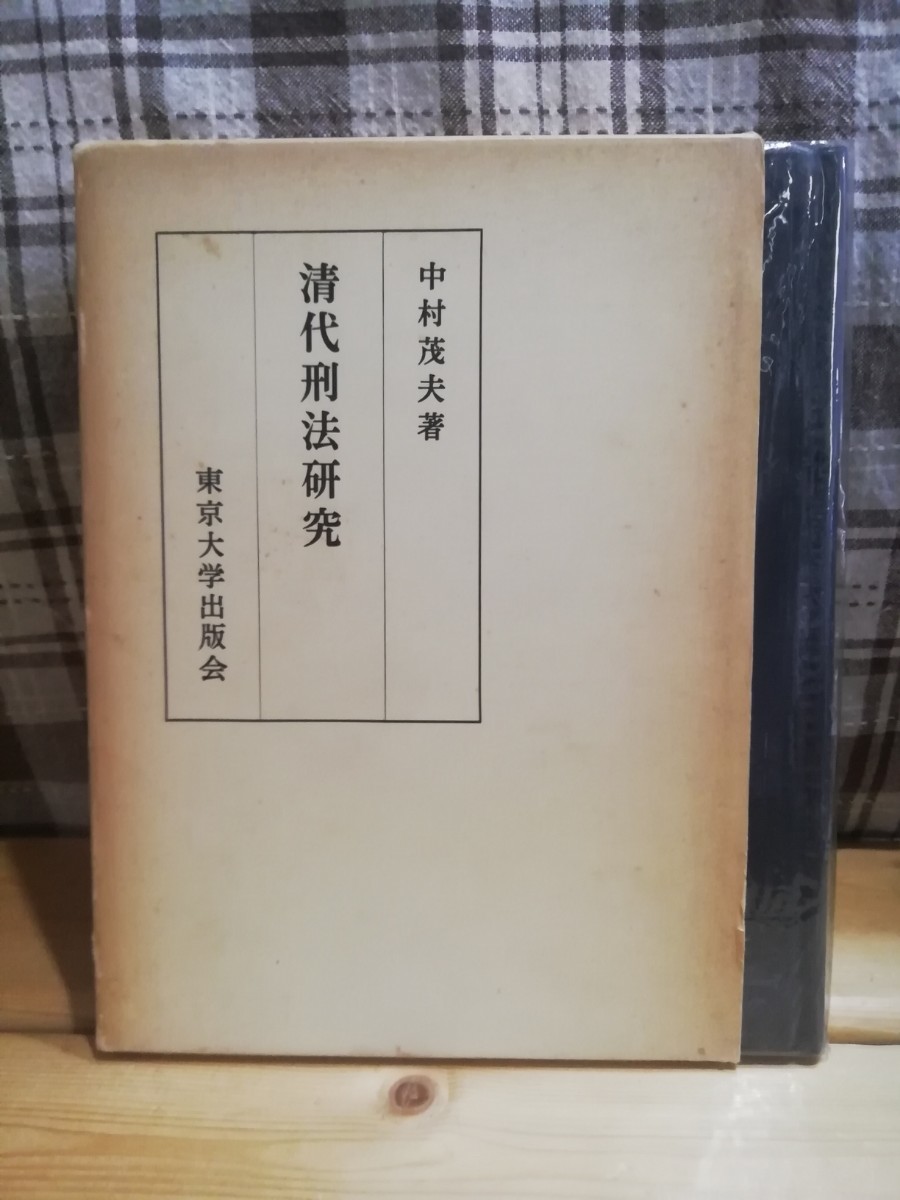 中村茂夫著
清代刑法研究
東京大学出版会